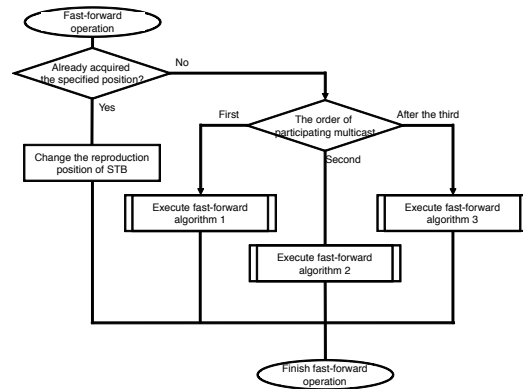 Fast-forward
operation
Already acquired
the specified position?
No
Yes
First
The order of
participating multicast
After the third
Second
Change the reproduction
position of STB
Execute fast-forward
algorithm 1
Execute fast-forward
algorithm 3
Execute fast-forward
algorithm 2
Finish fast-forward
operation